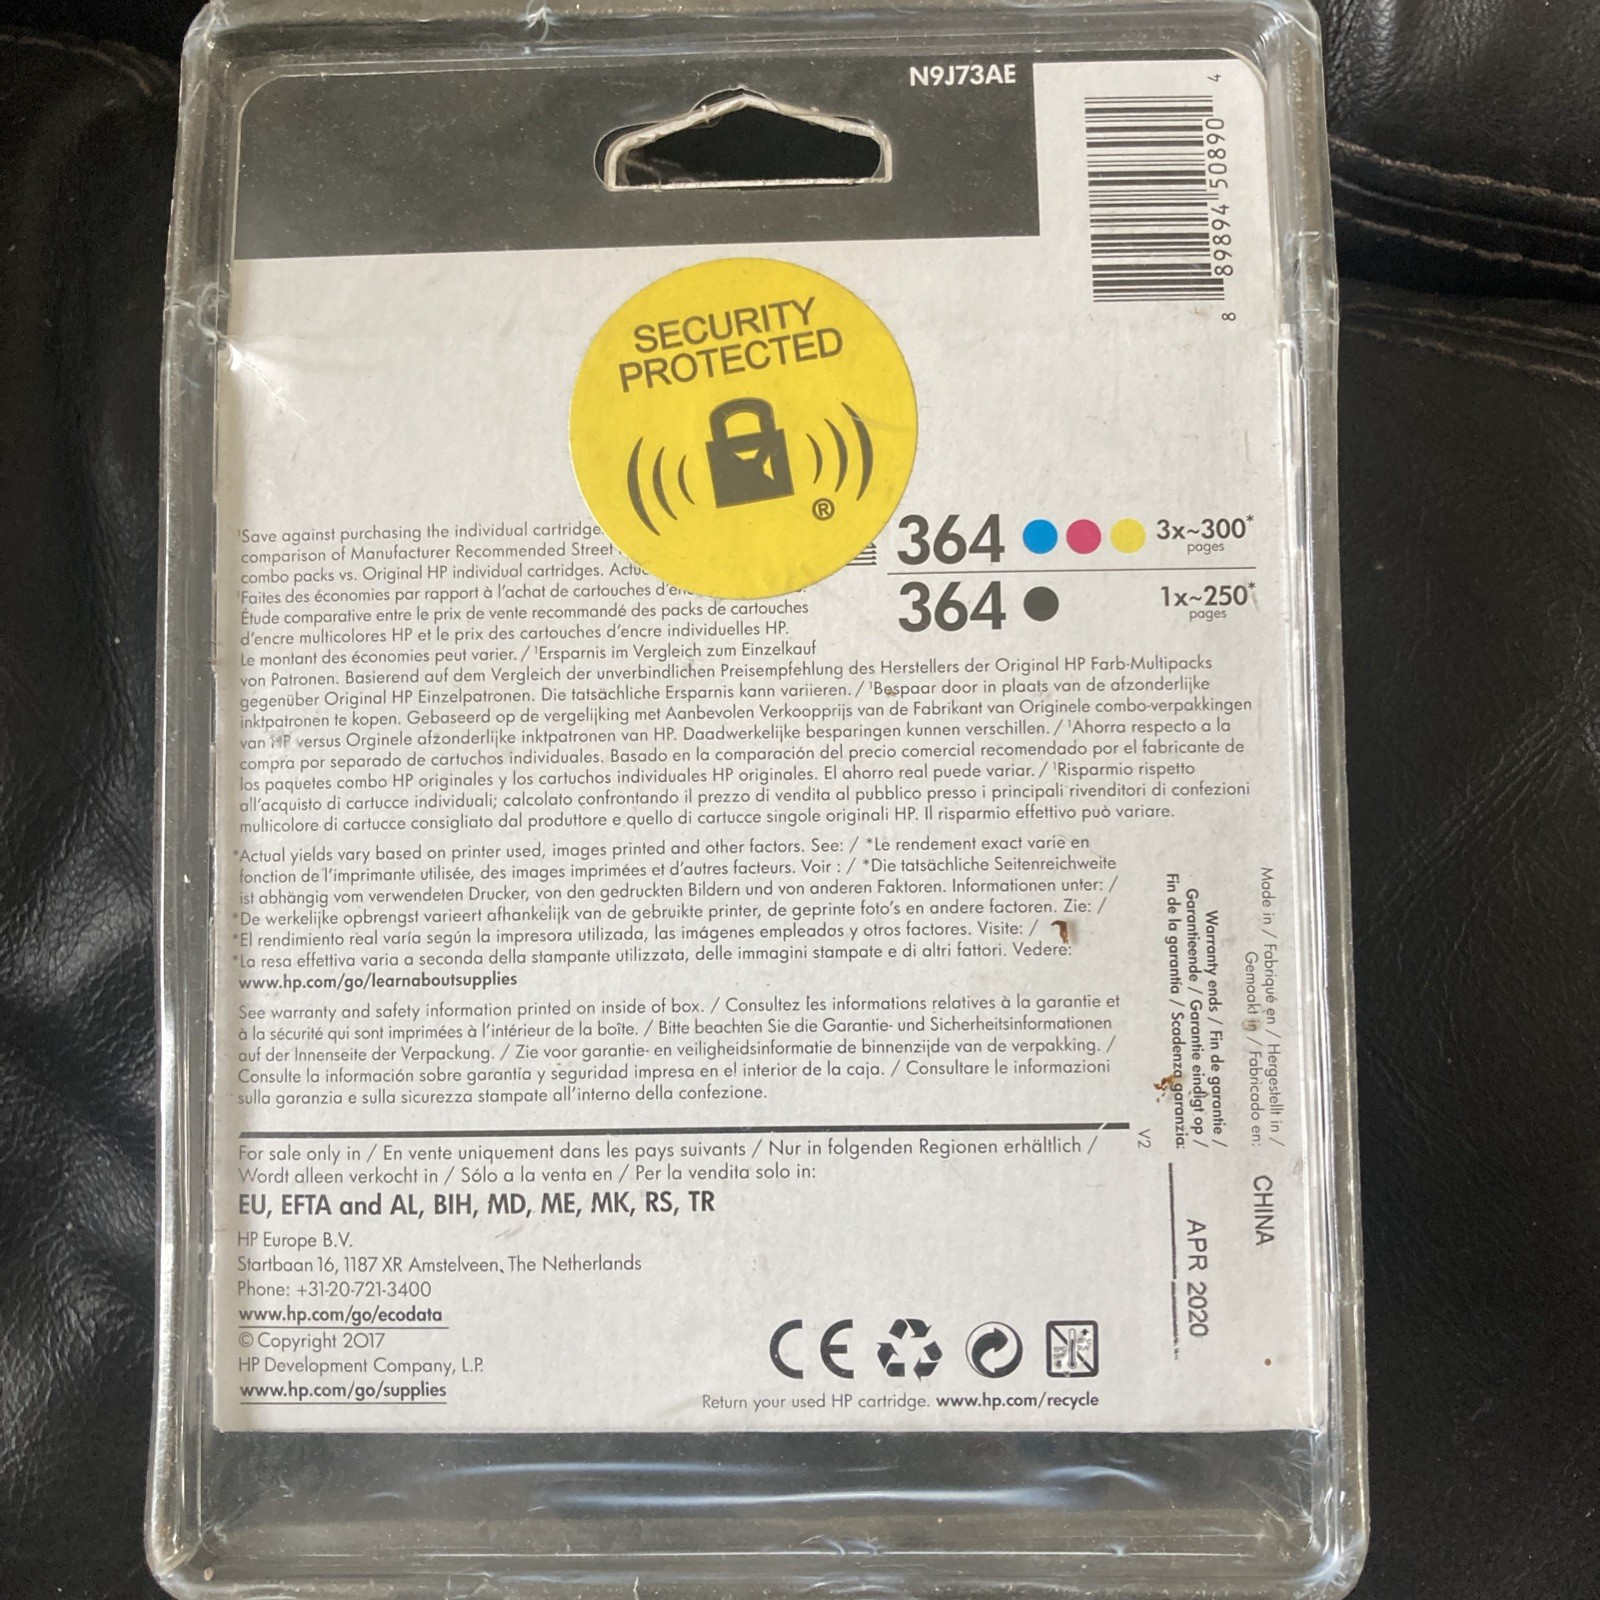 N9J73AE
4 050890 498898 8
SECURITY
PROTECTED
®
¹Save against purchasing the individual
comparison of Manufacturer Recommended Street
combo packs vs. Original HP individual cartridges.
¹Faites des économies par rapport à l'achat de cartouches
Étude comparative entre le prix de vente recommandé des packs de cartouches
d'encre multicolores HP et le prix des cartouches d'encre individuelles HP.
Le montant des économies peut varier. / ¹Ersparnis im Vergleich zum Einzelkauf
von Patronen. Basierend auf dem Vergleich der unverbindlichen Preisempfehlung des Herstellers der Original HP Farb-Multipacks
gegenüber Original HP Einzelpatronen. Die tatsächliche Ersparnis kann variieren. / ¹Bespaar door in plaats van de afzonderlijke
inktpatronen te kopen. Gebaseerd op de vergelijking met Aanbevolen Verkoopprijs van de Fabrikant van Originele combo-verpakkingen
van HP versus Orginele afzonderlijke inktpatronen van HP. Daadwerkelijke besparingen kunnen verschillen. / ¹Ahorra respecto a la
compra por separado de cartuchos individuales. Basado en la comparación del precio comercial recomendado por el fabricante de
los paquetes combo HP originales y los cartuchos individuales HP originales. El ahorro real puede variar. / ¹Risparmio rispetto
all'acquisto di cartucce individuali; calcolato confrontando il prezzo di vendita al pubblico presso i principali rivenditori di confezioni
multicolore di cartucce consigliato dal produttore e quello di cartucce singole originali HP. Il risparmio effettivo può variare.
364 3x~300*
pages
364 1x~250*
pages
*Actual yields vary based on printer used, images printed and other factors. See: / *Le rendement exact varie en
fonction de l'imprimante utilisée, des images imprimées et d'autres facteurs. Voir : / *Die tatsächliche Seitenreichweite
ist abhängig vom verwendeten Drucker, von den gedruckten Bildern und von anderen Faktoren. Informationen unter: /
*De werkelijke opbrengst varieert afhankelijk van de gebruikte printer, de geprinte foto's en andere factoren. Zie: /
*El rendimiento real varía según la impresora utilizada, las imágenes empleadas y otros factores. Visite: /
*La resa effettiva varia a seconda della stampante utilizzata, delle immagini stampate e di altri fattori. Vedere:
www.hp.com/go/learnaboutsupplies
See warranty and safety information printed on inside of box. / Consultez les informations relatives à la garantie et
à la sécurité qui sont imprimées à l'intérieur de la boîte. / Bitte beachten Sie die Garantie- und Sicherheitsinformationen
auf der Innenseite der Verpackung. / Zie voor garantie- en veiligheidsinformatie de binnenzijde van de verpakking. /
Consulte la información sobre garantía y seguridad impresa en el interior de la caja. / Consultare le informazioni
sulla garanzia e sulla sicurezza stampate all'interno della confezione.
For sale only in / En vente uniquement dans les pays suivants / Nur in folgenden Regionen erhältlich /
Wordt alleen verkocht in / Sólo a la venta en / Per la vendita solo in:
EU, EFTA and AL, BIH, MD, ME, MK, RS, TR
HP Europe B.V.
Startbaan 16, 1187 XR Amstelveen, The Netherlands
Phone: +31-20-721-3400
www.hp.com/go/ecodata
© Copyright 2017
HP Development Company, L.P.
www.hp.com/go/supplies
CE
Return your used HP cartridge. www.hp.com/recycle
Made in / Fabriqué en / Hergestellt in /
Gemaakt in / Fabricado en: CHINA
Warranty ends / Fin de garantie /
Garantieende / Garantie eindigt op /
Fin de la garantía / Scadenza garanzia: APR 2020
V2